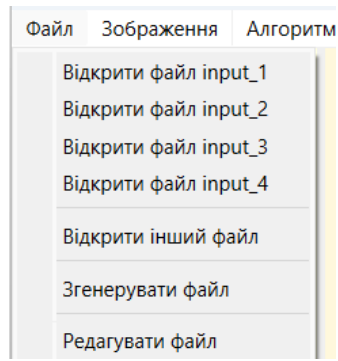 Файл Зображення Алгоритм
Відкрити файл input_1
Відкрити файл input_2
Відкрити файл input_3
Відкрити файл input_4
Відкрити інший файл
Згенерувати файл
Редагувати файл